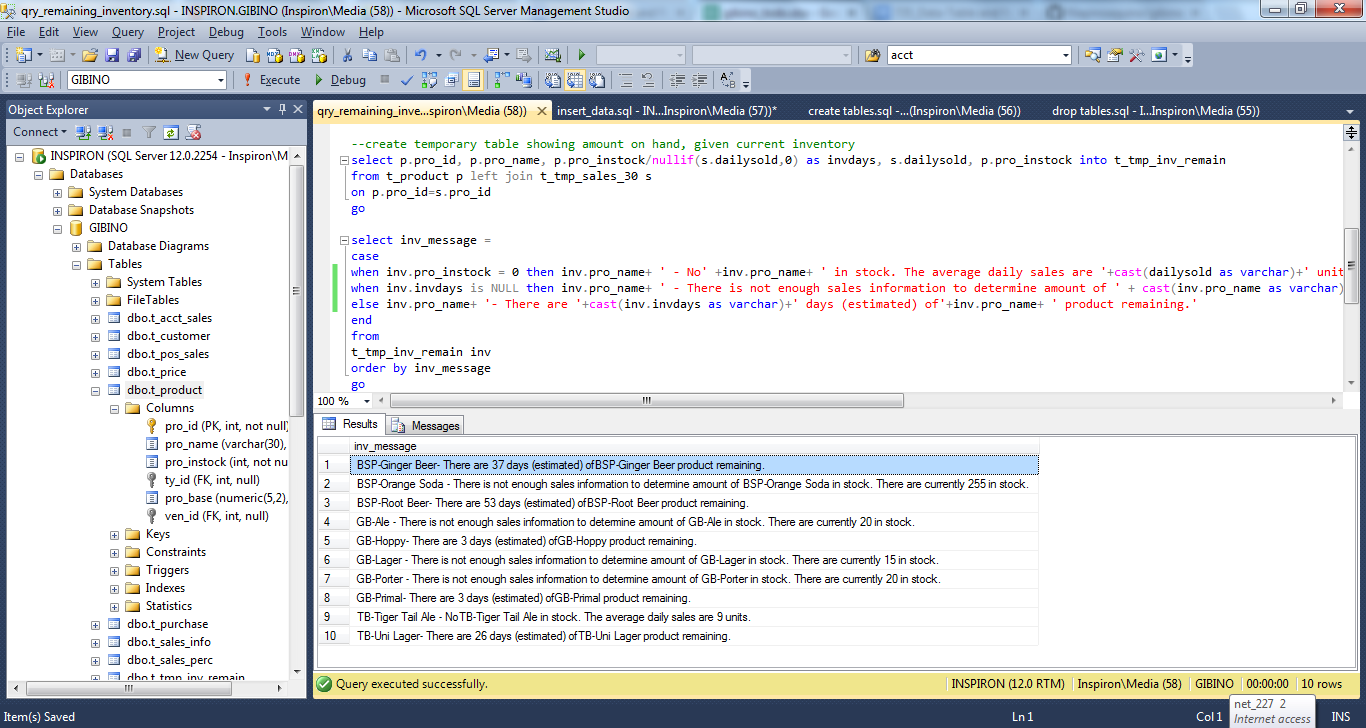 qry_remaining_inventory.sql - INSPIRON.GIBINO (Inspiron\Media (58)) - Microsoft SQL Server Management Studio
File Edit View Query Project Debug Tools Window Help
New Query acct
GIBINO Execute Debug
Object Explorer
Connect
INSPIRON (SQL Server 12.0.2254 - Inspiron\M
Databases
System Databases
Database Snapshots
GIBINO
Database Diagrams
Tables
System Tables
FileTables
dbo.t_acct_sales
dbo.t_customer
dbo.t_pos_sales
dbo.t_price
dbo.t_product
Columns
pro_id (PK, int, not null)
pro_name (varchar(30),
pro_instock (int, not nu
ty_id (FK, int, null)
pro_base (numeric(5,2),
ven_id (FK, int, null)
Keys
Constraints
Triggers
Indexes
Statistics
dbo.t_purchase
dbo.t_sales_info
dbo.t_sales_perc
dbo.t_tmp_inv_remain
qry_remaining_inve...spiron\Media (58)) insert_data.sql - IN...Inspiron\Media (57))* create tables.sql -...(Inspiron\Media (56)) drop tables.sql - I...Inspiron\Media (55))
--create temporary table showing amount on hand, given current inventory
select p.pro_id, p.pro_name, p.pro_instock/nullif(s.dailysold,0) as invdays, s.dailysold, p.pro_instock into t_tmp_inv_remain
from t_product p left join t_tmp_sales_30 s
on p.pro_id=s.pro_id
go
select inv_message =
case
when inv.pro_instock = 0 then inv.pro_name+ ' - No' +inv.pro_name+ ' in stock. The average daily sales are '+cast(dailysold as varchar)+' unit
when inv.invdays is NULL then inv.pro_name+ ' - There is not enough sales information to determine amount of ' + cast(inv.pro_name as varchar)
else inv.pro_name+ '- There are '+cast(inv.invdays as varchar)+' days (estimated) of'+inv.pro_name+ ' product remaining.'
end
from
t_tmp_inv_remain inv
order by inv_message
go
100 %
Results Messages
inv_message
1 BSP-Ginger Beer- There are 37 days (estimated) ofBSP-Ginger Beer product remaining.
2 BSP-Orange Soda - There is not enough sales information to determine amount of BSP-Orange Soda in stock. There are currently 255 in stock.
3 BSP-Root Beer- There are 53 days (estimated) ofBSP-Root Beer product remaining.
4 GB-Ale - There is not enough sales information to determine amount of GB-Ale in stock. There are currently 20 in stock.
5 GB-Hoppy- There are 3 days (estimated) ofGB-Hoppy product remaining.
6 GB-Lager - There is not enough sales information to determine amount of GB-Lager in stock. There are currently 15 in stock.
7 GB-Porter - There is not enough sales information to determine amount of GB-Porter in stock. There are currently 20 in stock.
8 GB-Primal- There are 3 days (estimated) ofGB-Primal product remaining.
9 TB-Tiger Tail Ale - NoTB-Tiger Tail Ale in stock. The average daily sales are 9 units.
10 TB-Uni Lager- There are 26 days (estimated) ofTB-Uni Lager product remaining.
Query executed successfully. INSPIRON (12.0 RTM) Inspiron\Media (58) GIBINO 00:00:00 10 rows
Item(s) Saved Ln 1 Col 1 INS
net_227 2
Internet access